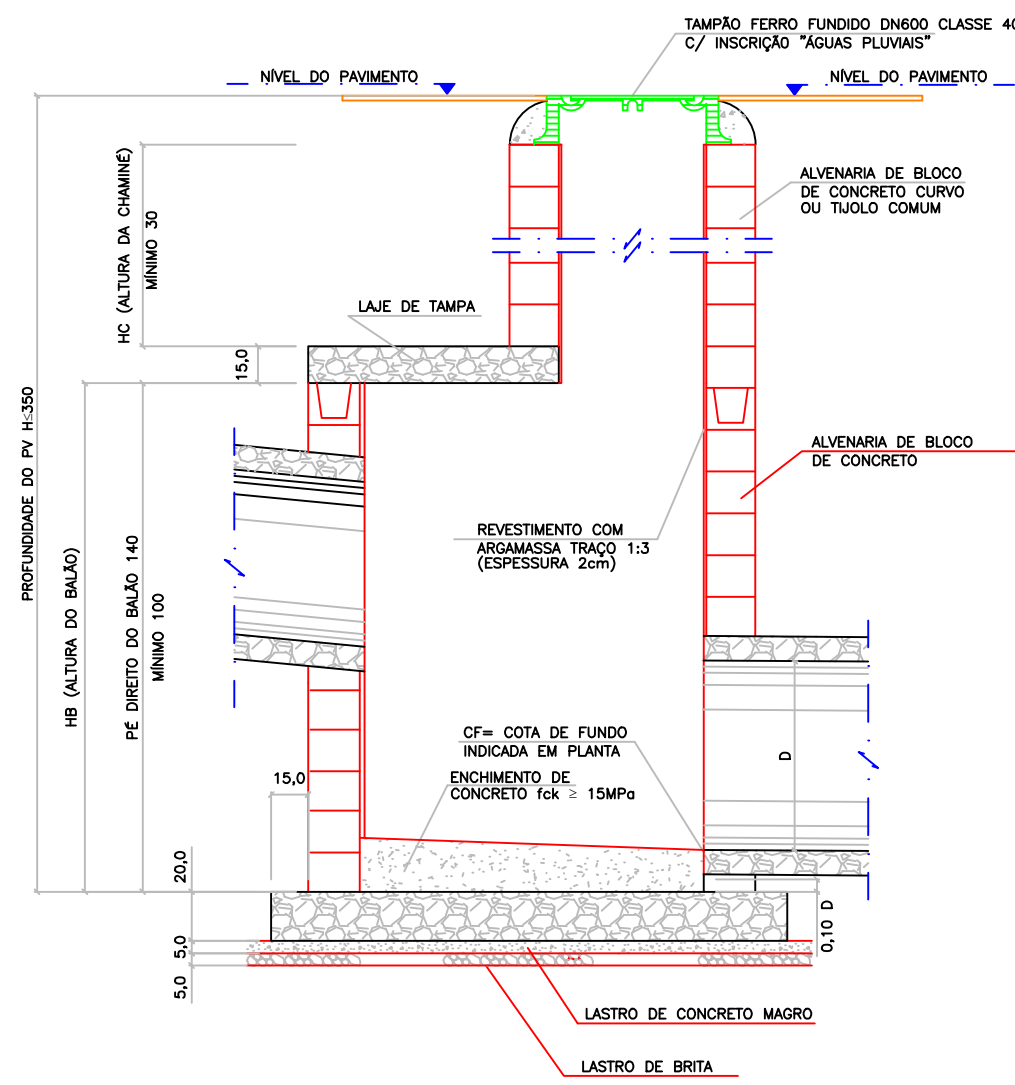 TAMPÃO FERRO FUNDIDO DN600 CLASSE 40
C/ INSCRIÇÃO "ÁGUAS PLUVIAIS"
NÍVEL DO PAVIMENTO
NÍVEL DO PAVIMENTO
ALVENARIA DE BLOCO
DE CONCRETO CURVO
OU TIJOLO COMUM
HC (ALTURA DA CHAMINÉ)
MÍNIMO 30
LAJE DE TAMPA
15,0
PROFUNDIDADE DO PV H≤350
ALVENARIA DE BLOCO
DE CONCRETO
REVESTIMENTO COM
ARGAMASSA TRAÇO 1:3
(ESPESSURA 2cm)
HB (ALTURA DO BALÃO)
PÉ DIREITO DO BALÃO 140
MÍNIMO 100
CF= COTA DE FUNDO
INDICADA EM PLANTA
D
15,0
ENCHIMENTO DE
CONCRETO fck ≥ 15MPa
20,0
0,10 D
5,0
5,0
LASTRO DE CONCRETO MAGRO
LASTRO DE BRITA